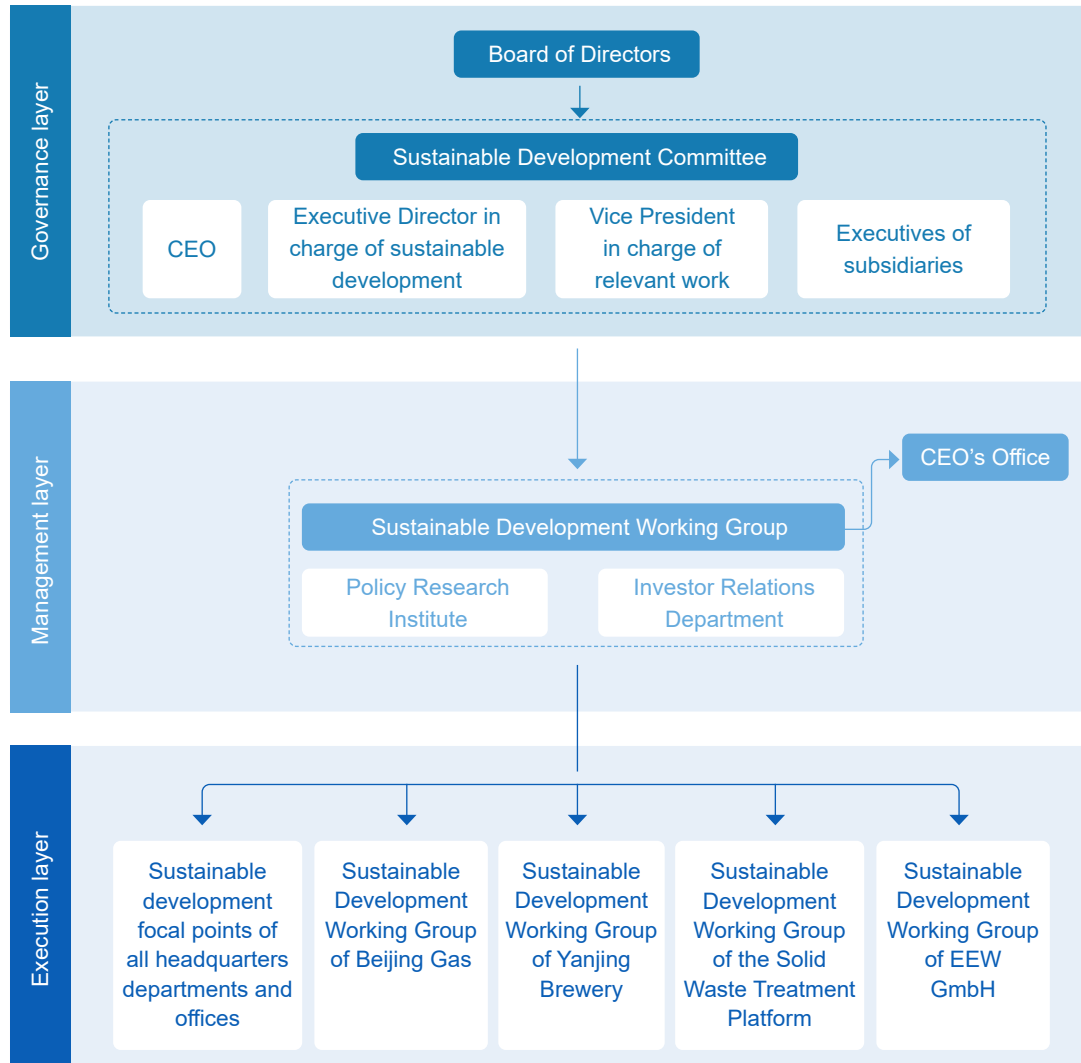 Governance layer
Board of Directors
Sustainable Development Committee
CEO
Executive Director in
charge of sustainable
development
Vice President
in charge of
relevant work
Executives of
subsidiaries
Management layer
CEO’s Office
Sustainable Development Working Group
Policy Research
Institute
Investor Relations
Department
Execution layer
Sustainable
development
focal points of
all headquarters
departments and
offices
Sustainable
Development
Working Group
of Beijing Gas
Sustainable
Development
Working Group
of Yanjing
Brewery
Sustainable
Development
Working Group
of the Solid
Waste Treatment
Platform
Sustainable
Development
Working Group
of EEW
GmbH